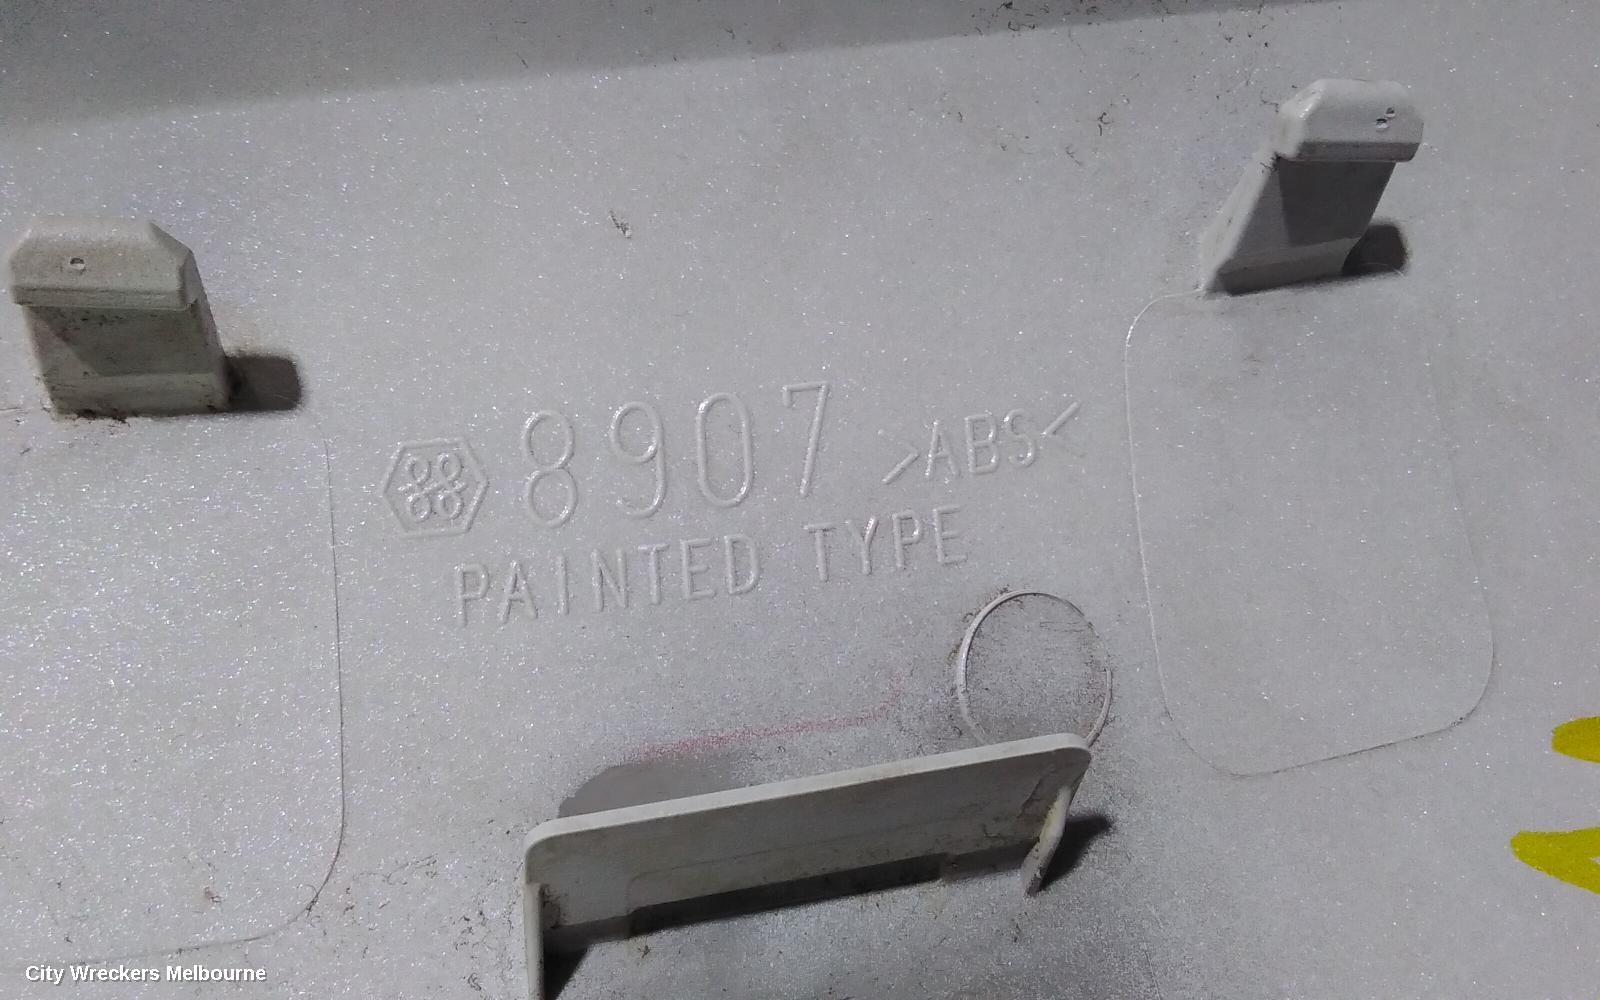 8907 >ABS<
PAINTED TYPE
City Wreckers Melbourne